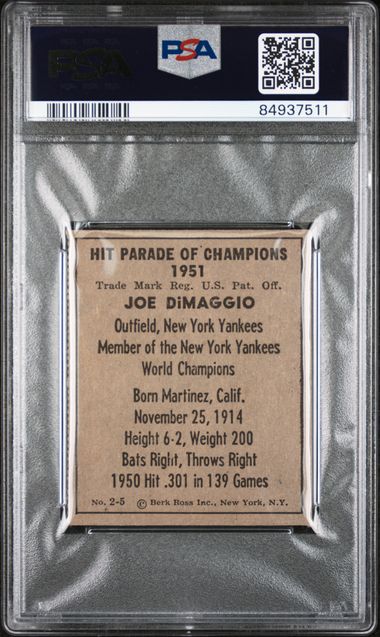 PSA
PSA
84937511
HIT PARADE OF CHAMPIONS
1951
Trade Mark Reg. U.S. Pat. Off.
JOE DiMAGGIO
Outfield, New York Yankees
Member of the New York Yankees
World Champions
Born Martinez, Calif.
November 25, 1914
Height 6-2, Weight 200
Bats Right, Throws Right
1950 Hit .301 in 139 Games
No. 2-5 © Berk Ross Inc., New York, N.Y.